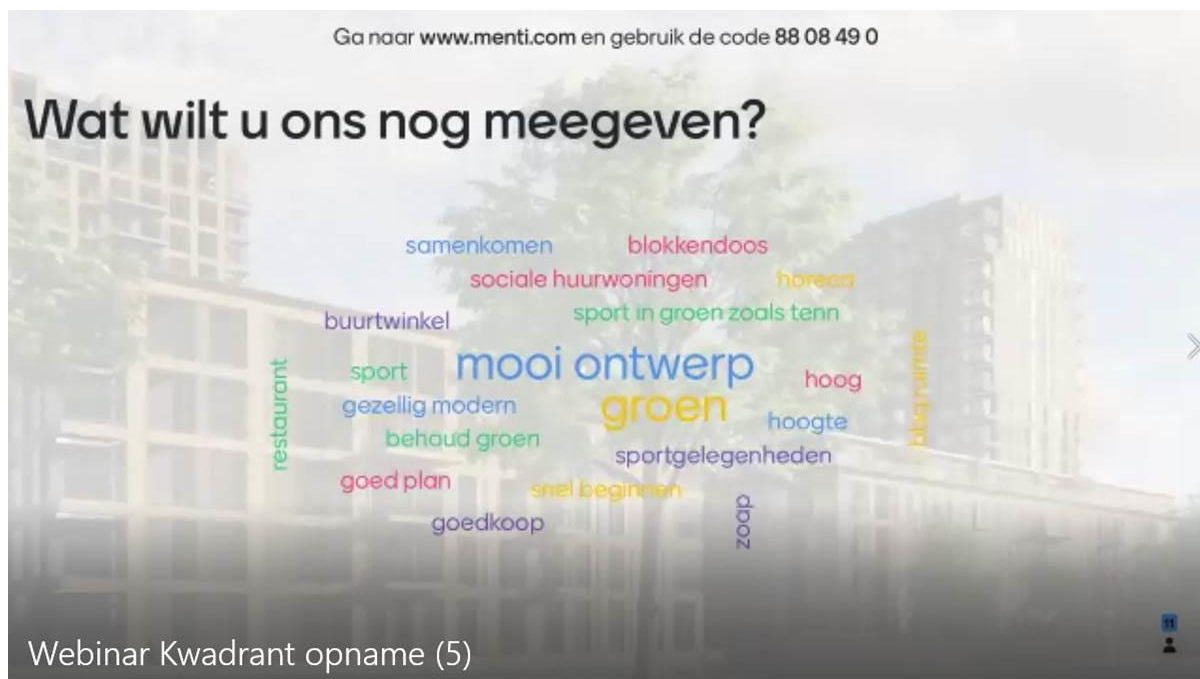 Ga naar www.menti.com en gebruik de code 88 08 49 0
Wat wilt u ons nog meegeven?
samenkomen
blokkendoos
sociale huurwoningen
horeca
sport in groen zoals tenn
buurtwinkel
mooi ontwerp
sport
restaurant
hoog
groen
gezellig modern
hoogte
behoud groen
sportgelegenheden
goed plan
snel beginnen
goedkoop
zoap
11
Webinar Kwadrant opname (5)